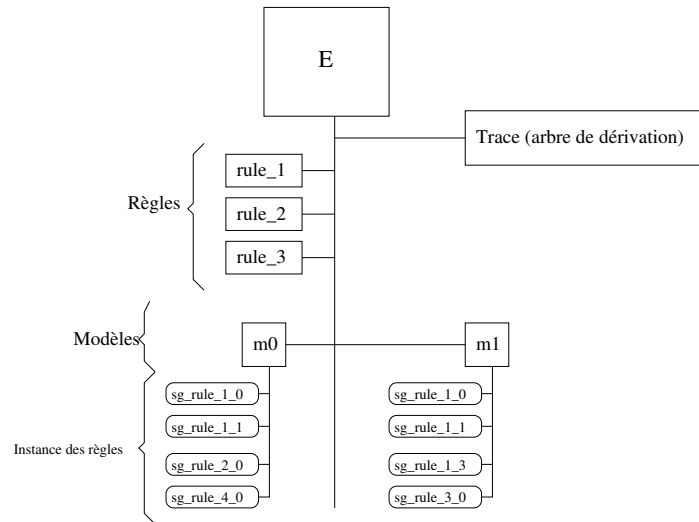 E
Trace (arbre de dérivation)
Règles
rule_1
rule_2
rule_3
Modèles
m0
m1
Instance des règles
sg_rule_1_0
sg_rule_1_1
sg_rule_2_0
sg_rule_4_0
sg_rule_1_0
sg_rule_1_1
sg_rule_1_3
sg_rule_3_0